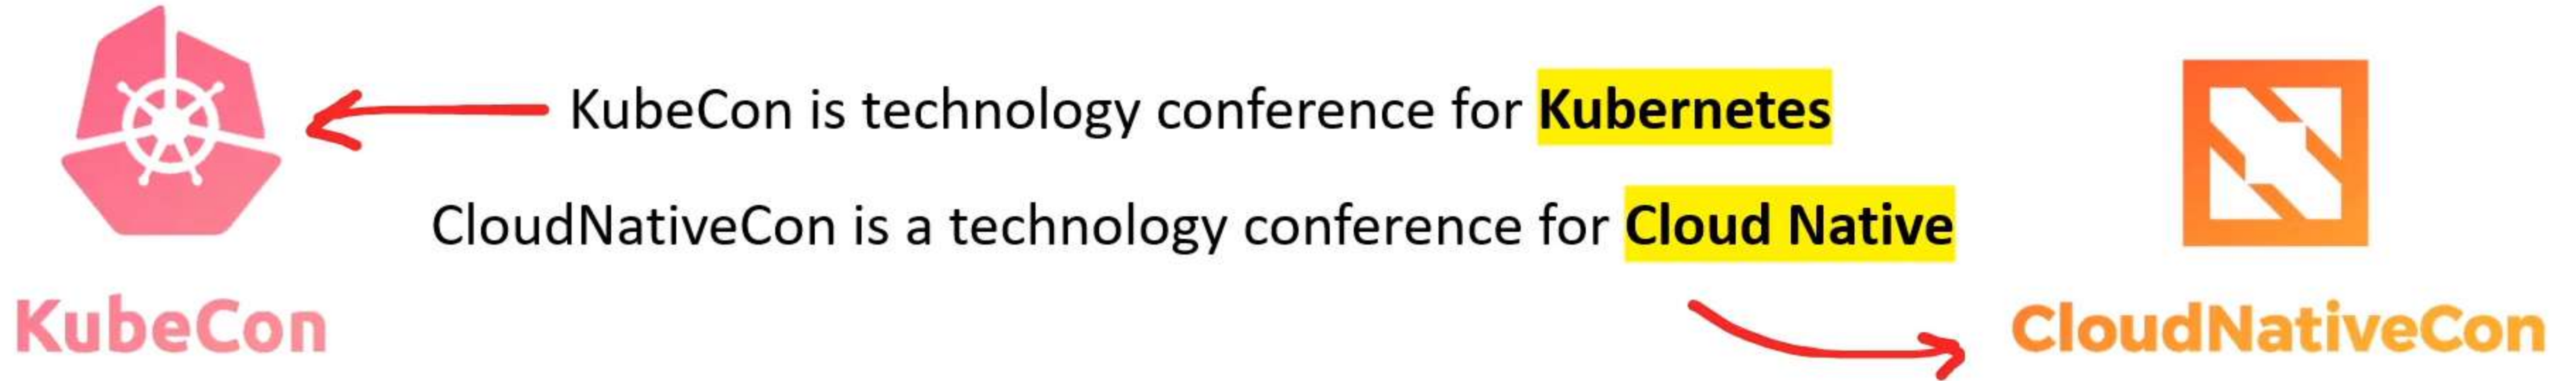 KubeCon is technology conference for Kubernetes
CloudNativeCon is a technology conference for Cloud Native
KubeCon
CloudNativeCon